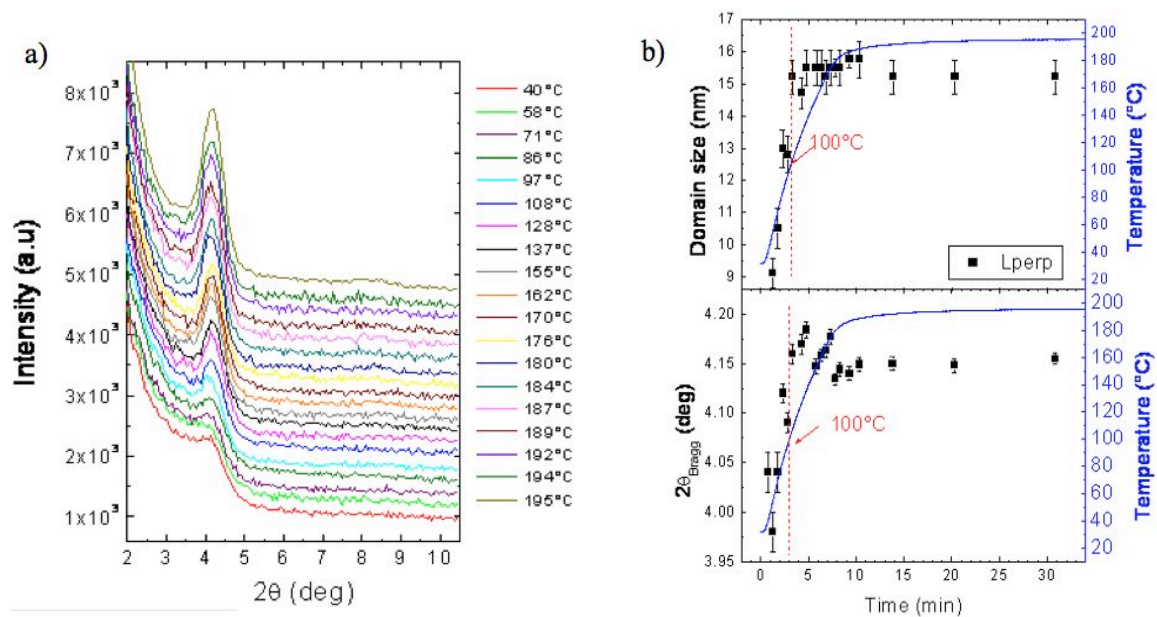 a)
Intensity (a.u)
8x10³
7x10³
6x10³
5x10³
4x10³
3x10³
2x10³
1x10³
2 3 4 5 6 7 8 9 10
2θ (deg)
40°C
58°C
71°C
86°C
97°C
108°C
128°C
137°C
155°C
162°C
170°C
176°C
180°C
184°C
187°C
189°C
192°C
194°C
195°C
b)
Domain size (nm)
17
16
15
14
13
12
11
10
9
100°C
Lperp
200
180
160
140
120
100
80
60
40
20
Temperature (°C)
2θBragg (deg)
4.20
4.15
4.10
4.05
4.00
3.95
100°C
200
180
160
140
120
100
80
60
40
20
Temperature (°C)
0 5 10 15 20 25 30
Time (min)